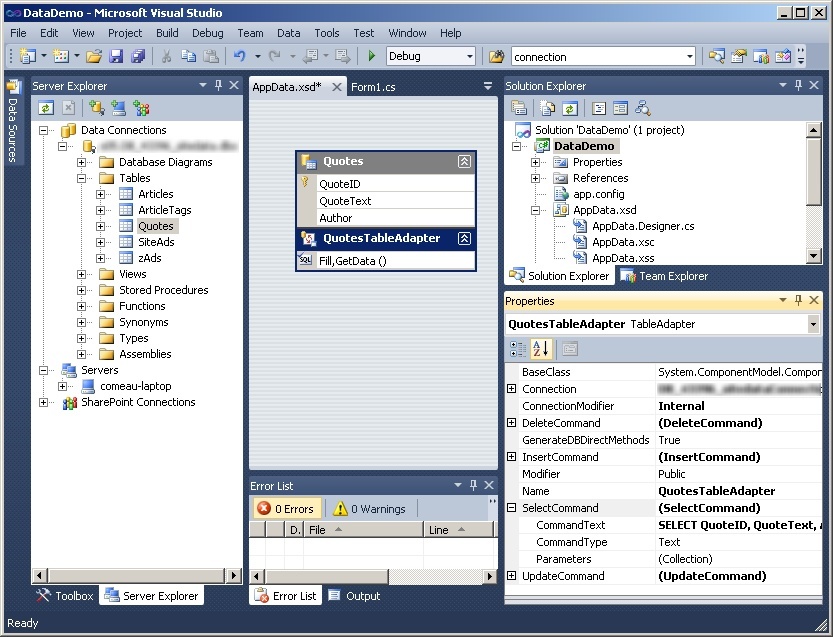 DataDemo - Microsoft Visual Studio
File Edit View Project Build Debug Team Data Tools Test Window Help
Debug connection
Data Sources
Server Explorer
Data Connections
Database Diagrams
Tables
Articles
ArticleTags
Quotes
SiteAds
zAds
Views
Stored Procedures
Functions
Synonyms
Types
Assemblies
Servers
comeau-laptop
SharePoint Connections
Toolbox Server Explorer
AppData.xsd* Form1.cs
Quotes
QuoteID
QuoteText
Author
QuotesTableAdapter
SQL Fill,GetData ()
Error List
0 Errors 0 Warnings
D. File Line
Error List Output
Solution Explorer
Solution 'DataDemo' (1 project)
DataDemo
Properties
References
app.config
AppData.xsd
AppData.Designer.cs
AppData.xsc
AppData.xss
Solution Explorer Team Explorer
Properties
QuotesTableAdapter TableAdapter
BaseClass System.ComponentModel.Compon
Connection
ConnectionModifier Internal
DeleteCommand (DeleteCommand)
GenerateDBDirectMethods True
InsertCommand (InsertCommand)
Modifier Public
Name QuotesTableAdapter
SelectCommand (SelectCommand)
CommandText SELECT QuoteID, QuoteText,
CommandType Text
Parameters (Collection)
UpdateCommand (UpdateCommand)
Ready